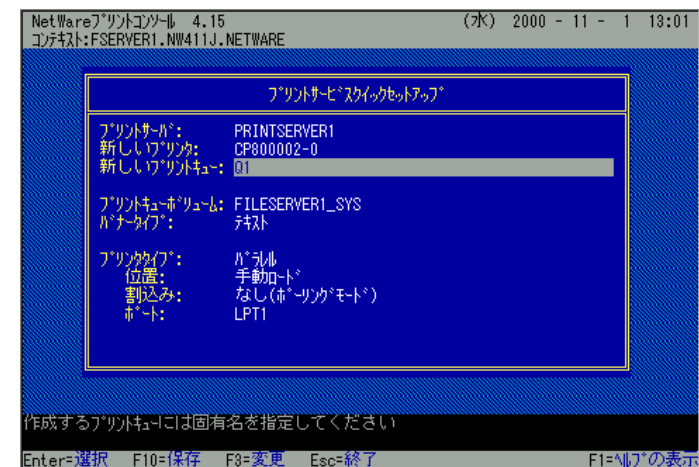 NetWareプリントコンソール 4.15 (水) 2000 - 11 - 1 13:01
コンテキスト:FSERVER1.NW411J.NETWARE
プリントサービスクイックセットアップ
プリントサーバ: PRINTSERVER1
新しいプリンタ: CP800002-0
新しいプリントキュー: Q1
プリントキューボリューム: FILESERVER1_SYS
バナータイプ: テキスト
プリンタタイプ: パラレル
位置: 手動ロード
割込み: なし(ポーリングモード)
ポート: LPT1
作成するプリントキューには固有名を指定してください
Enter=選択 F10=保存 F3=変更 Esc=終了 F1=ヘルプの表示